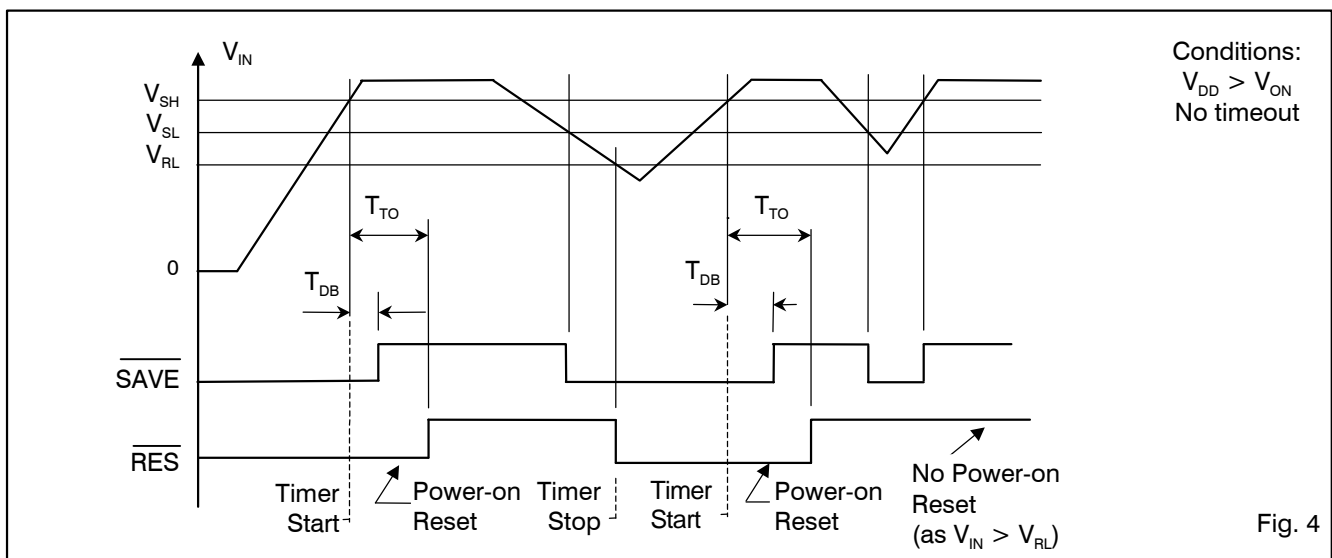 V_IN
Conditions:
V_DD > V_ON
No timeout
V_SH
V_SL
V_RL
T_TO
T_TO
0
T_DB
T_DB
SAVE
RES
Timer
Start
Power-on
Reset
Timer
Stop
Timer
Start
Power-on
Reset
No Power-on
Reset
(as V_IN > V_RL)
Fig. 4